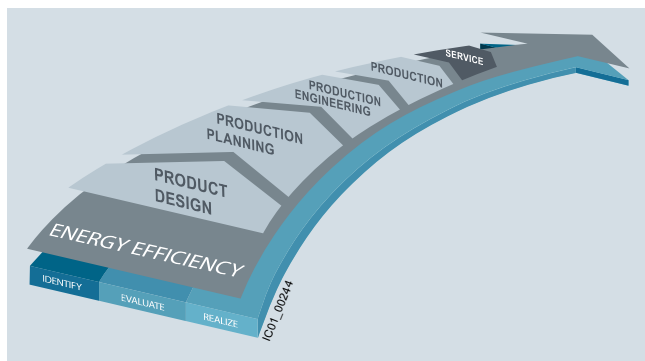 SERVICE
PRODUCTION
PRODUCTION
ENGINEERING
PRODUCTION
PLANNING
PRODUCT
DESIGN
ENERGY EFFICIENCY
IDENTIFY
EVALUATE
REALIZE
IC01_00244